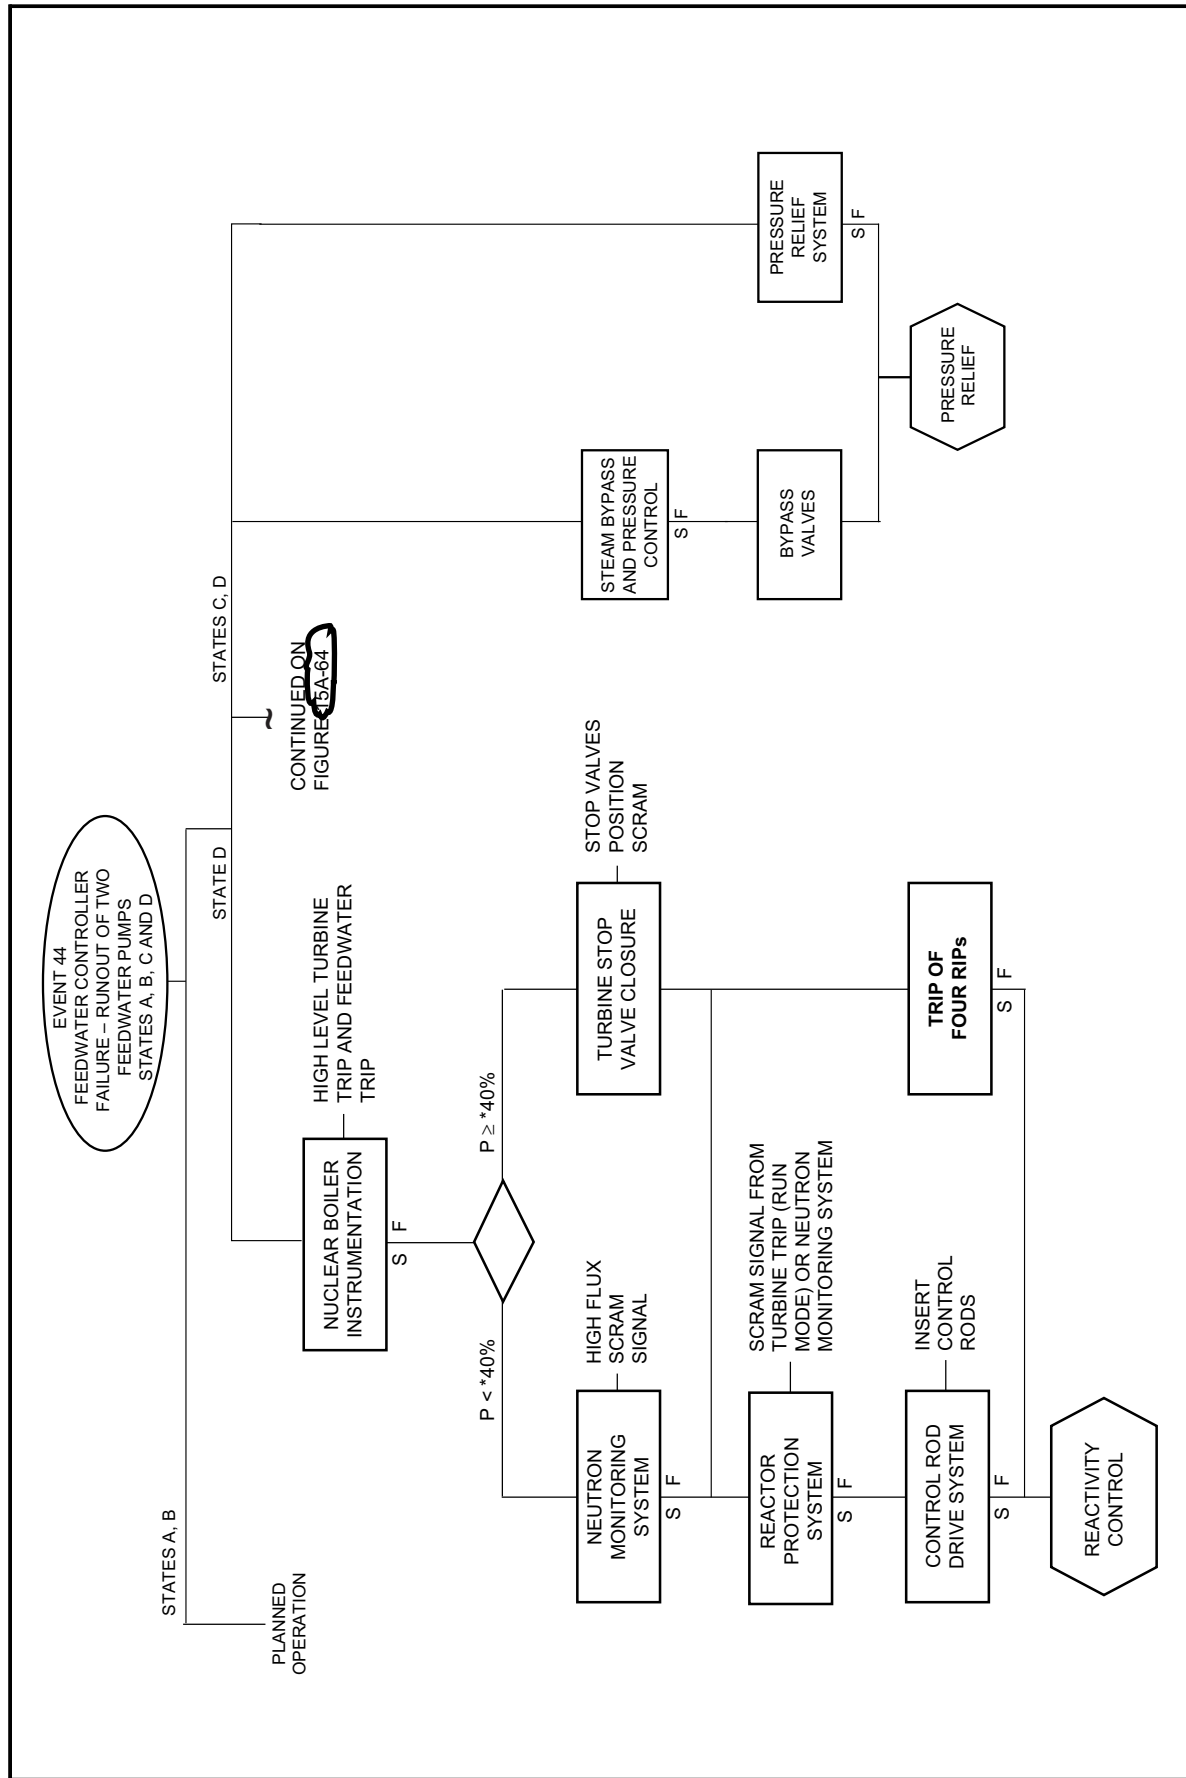 EVENT 44
FEEDWATER CONTROLLER
FAILURE – RUNOUT OF TWO
FEEDWATER PUMPS
STATES A, B, C AND D
STATES A, B
PLANNED
OPERATION
STATE D
STATES C, D
CONTINUED ON
FIGURE 15A-64
NUCLEAR BOILER
INSTRUMENTATION
S F
HIGH LEVEL TURBINE
TRIP AND FEEDWATER
TRIP
P < *40%
P ≥ *40%
NEUTRON
MONITORING
SYSTEM
S F
HIGH FLUX
SCRAM
SIGNAL
TURBINE STOP
VALVE CLOSURE
STOP VALVES
POSITION
SCRAM
STEAM BYPASS
AND PRESSURE
CONTROL
S F
REACTOR
PROTECTION
SYSTEM
S F
SCRAM SIGNAL FROM
TURBINE TRIP (RUN
MODE) OR NEUTRON
MONITORING SYSTEM
BYPASS
VALVES
PRESSURE
RELIEF
SYSTEM
S F
CONTROL ROD
DRIVE SYSTEM
S F
INSERT
CONTROL
RODS
TRIP OF
FOUR RIPs
S F
PRESSURE
RELIEF
REACTIVITY
CONTROL